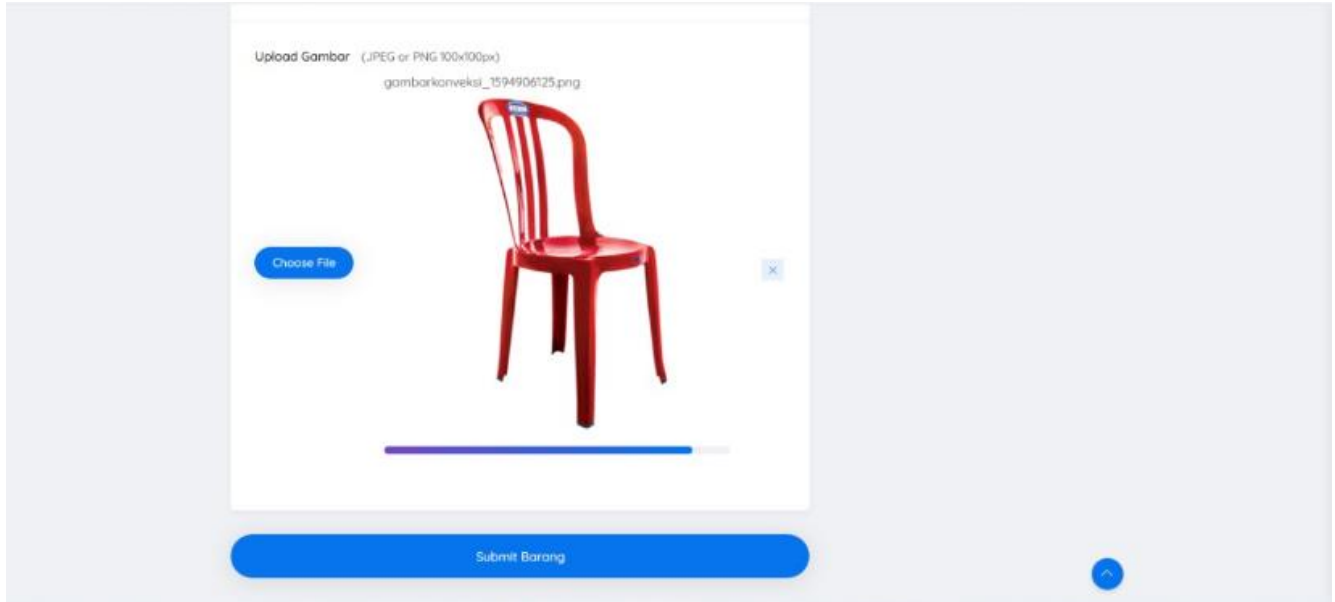 Upload Gambar (JPEG or PNG 100x100px)
gambarkonveksi_1594906125.png
Choose File
Submit Barang